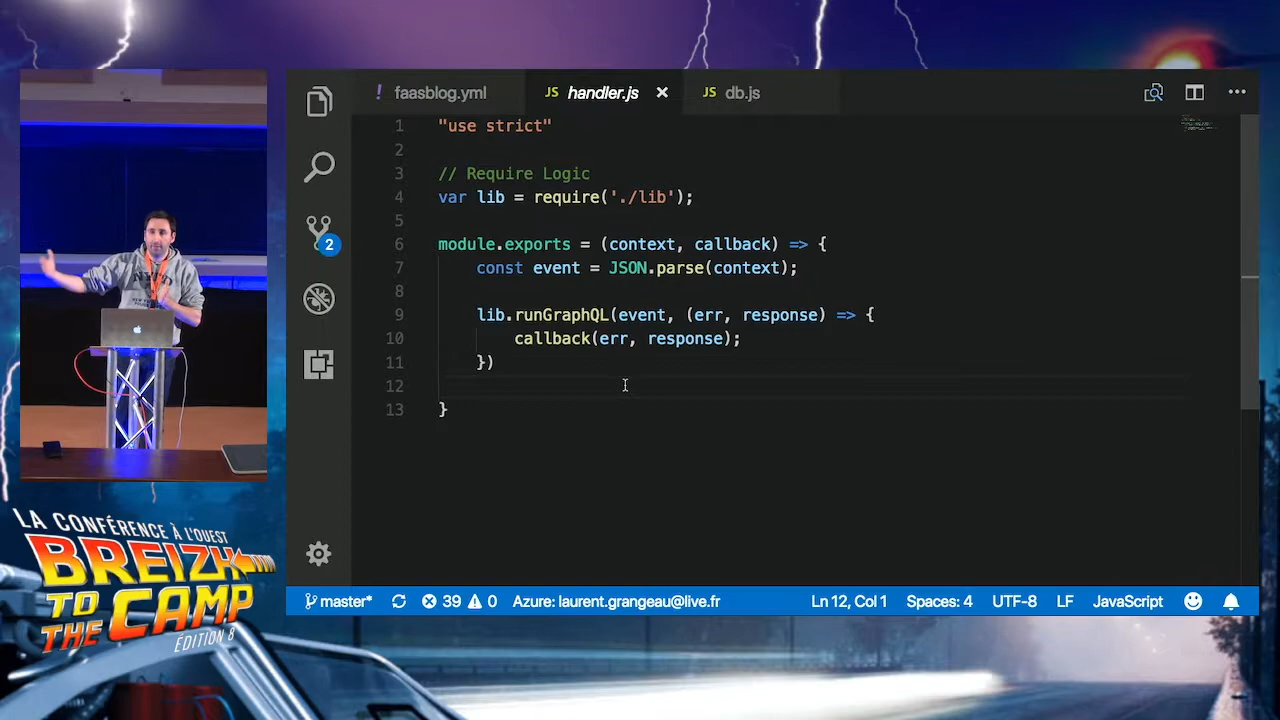 ! faasblog.yml
JS handler.js ×
JS db.js
1 "use strict"
2
3 // Require Logic
4 var lib = require('./lib');
5
6 module.exports = (context, callback) => {
7 const event = JSON.parse(context);
8
9 lib.runGraphQL(event, (err, response) => {
10 callback(err, response);
11 })
12
13 }
2
master*
39
0
Azure: laurent.grangeau@live.fr
Ln 12, Col 1
Spaces: 4
UTF-8
LF
JavaScript
LA CONFÉRENCE À L'OUEST
BREIZH
TO
THE CAMP
ÉDITION 8